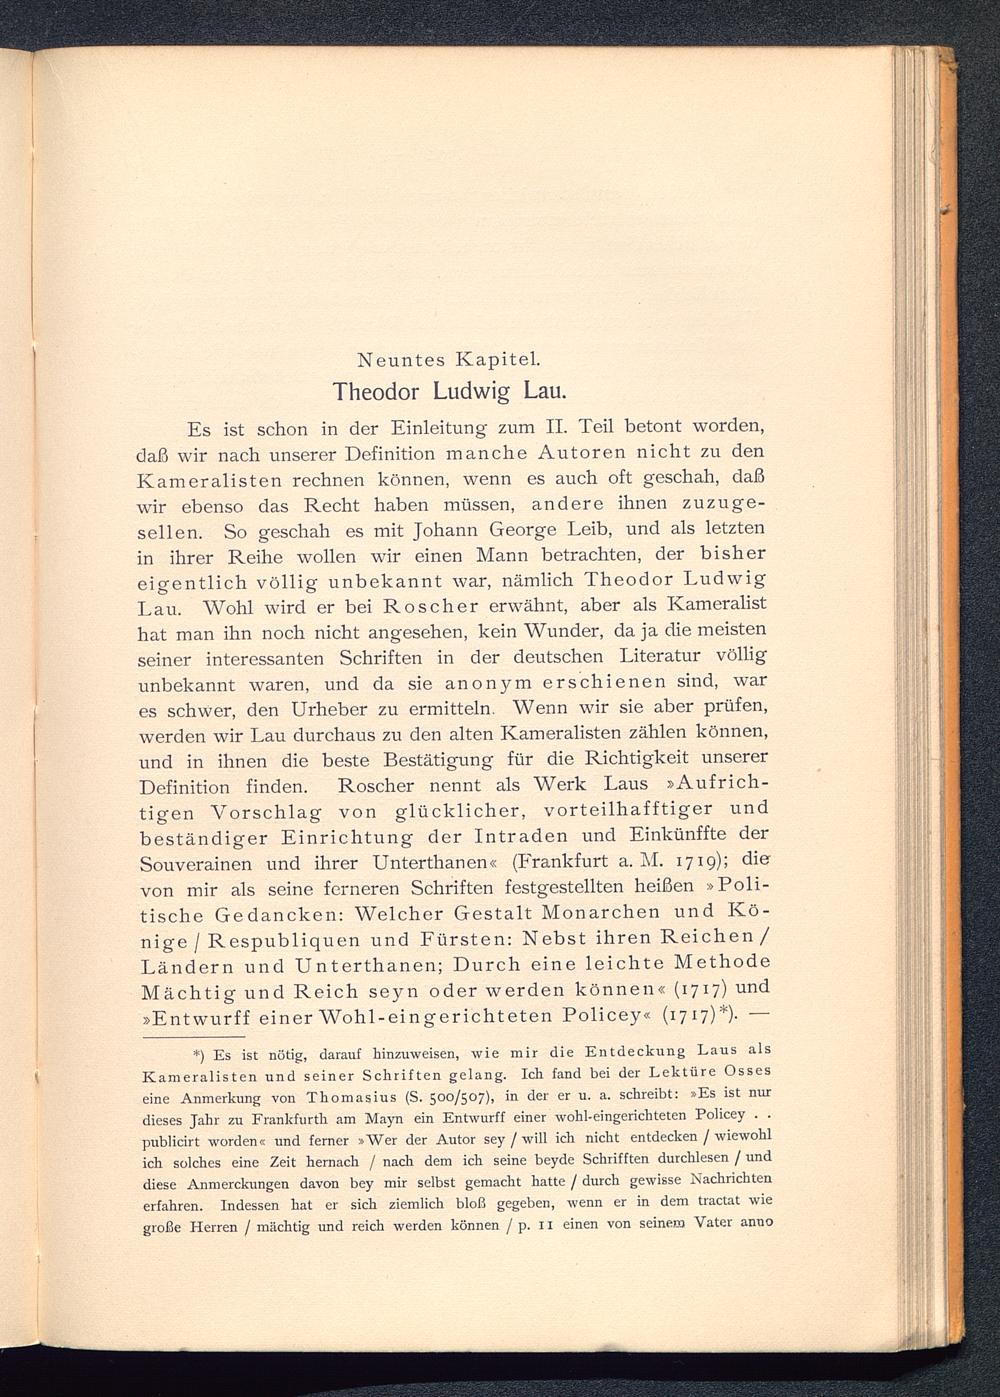 Neuntes Kapitel.
Theodor Ludwig Lau.
Es ist schon in der Einleitung zum II. Teil betont worden,
daß wir nach unserer Definition manche Autoren nicht zu den
Kameralisten rechnen können, wenn es auch oft geschah, daß
wir ebenso das Recht haben müssen, andere ihnen zuzuge-
sellen. So geschah es mit Johann George Leib, und als letzten
in ihrer Reihe wollen wir einen Mann betrachten, der bisher
eigentlich völlig unbekannt war, nämlich Theodor Ludwig
Lau. Wohl wird er bei Roscher erwähnt, aber als Kameralist
hat man ihn noch nicht angesehen, kein Wunder, da ja die meisten
seiner interessanten Schriften in der deutschen Literatur völlig
unbekannt waren, und da sie anonym erschienen sind, war
es schwer, den Urheber zu ermitteln. Wenn wir sie aber prüfen,
werden wir Lau durchaus zu den alten Kameralisten zählen können,
und in ihnen die beste Bestätigung für die Richtigkeit unserer
Definition finden. Roscher nennt als Werk Laus »Aufrich-
tigen Vorschlag von glücklicher, vorteilhafftiger und
beständiger Einrichtung der Intraden und Einkünffte der
Souverainen und ihrer Unterthanen« (Frankfurt a. M. 1719); die
von mir als seine ferneren Schriften festgestellten heißen »Poli-
tische Gedancken: Welcher Gestalt Monarchen und Kö-
nige / Respubliquen und Fürsten: Nebst ihren Reichen /
Ländern und Unterthanen; Durch eine leichte Methode
Mächtig und Reich seyn oder werden können« (1717) und
»Entwurff einer Wohl-eingerichteten Policey« (1717)*). —
*) Es ist nötig, darauf hinzuweisen, wie mir die Entdeckung Laus als
Kameralisten und seiner Schriften gelang. Ich fand bei der Lektüre Osses
eine Anmerkung von Thomasius (S. 500/507), in der er u. a. schreibt: »Es ist nur
dieses Jahr zu Frankfurth am Mayn ein Entwurff einer wohl-eingerichteten Policey . .
publicirt worden« und ferner »Wer der Autor sey / will ich nicht entdecken / wiewohl
ich solches eine Zeit hernach / nach dem ich seine beyde Schrifften durchlesen / und
diese Anmerckungen davon bey mir selbst gemacht hatte / durch gewisse Nachrichten
erfahren. Indessen hat er sich ziemlich bloß gegeben, wenn er in dem tractat wie
große Herren / mächtig und reich werden können / p. 11 einen von seinem Vater anno